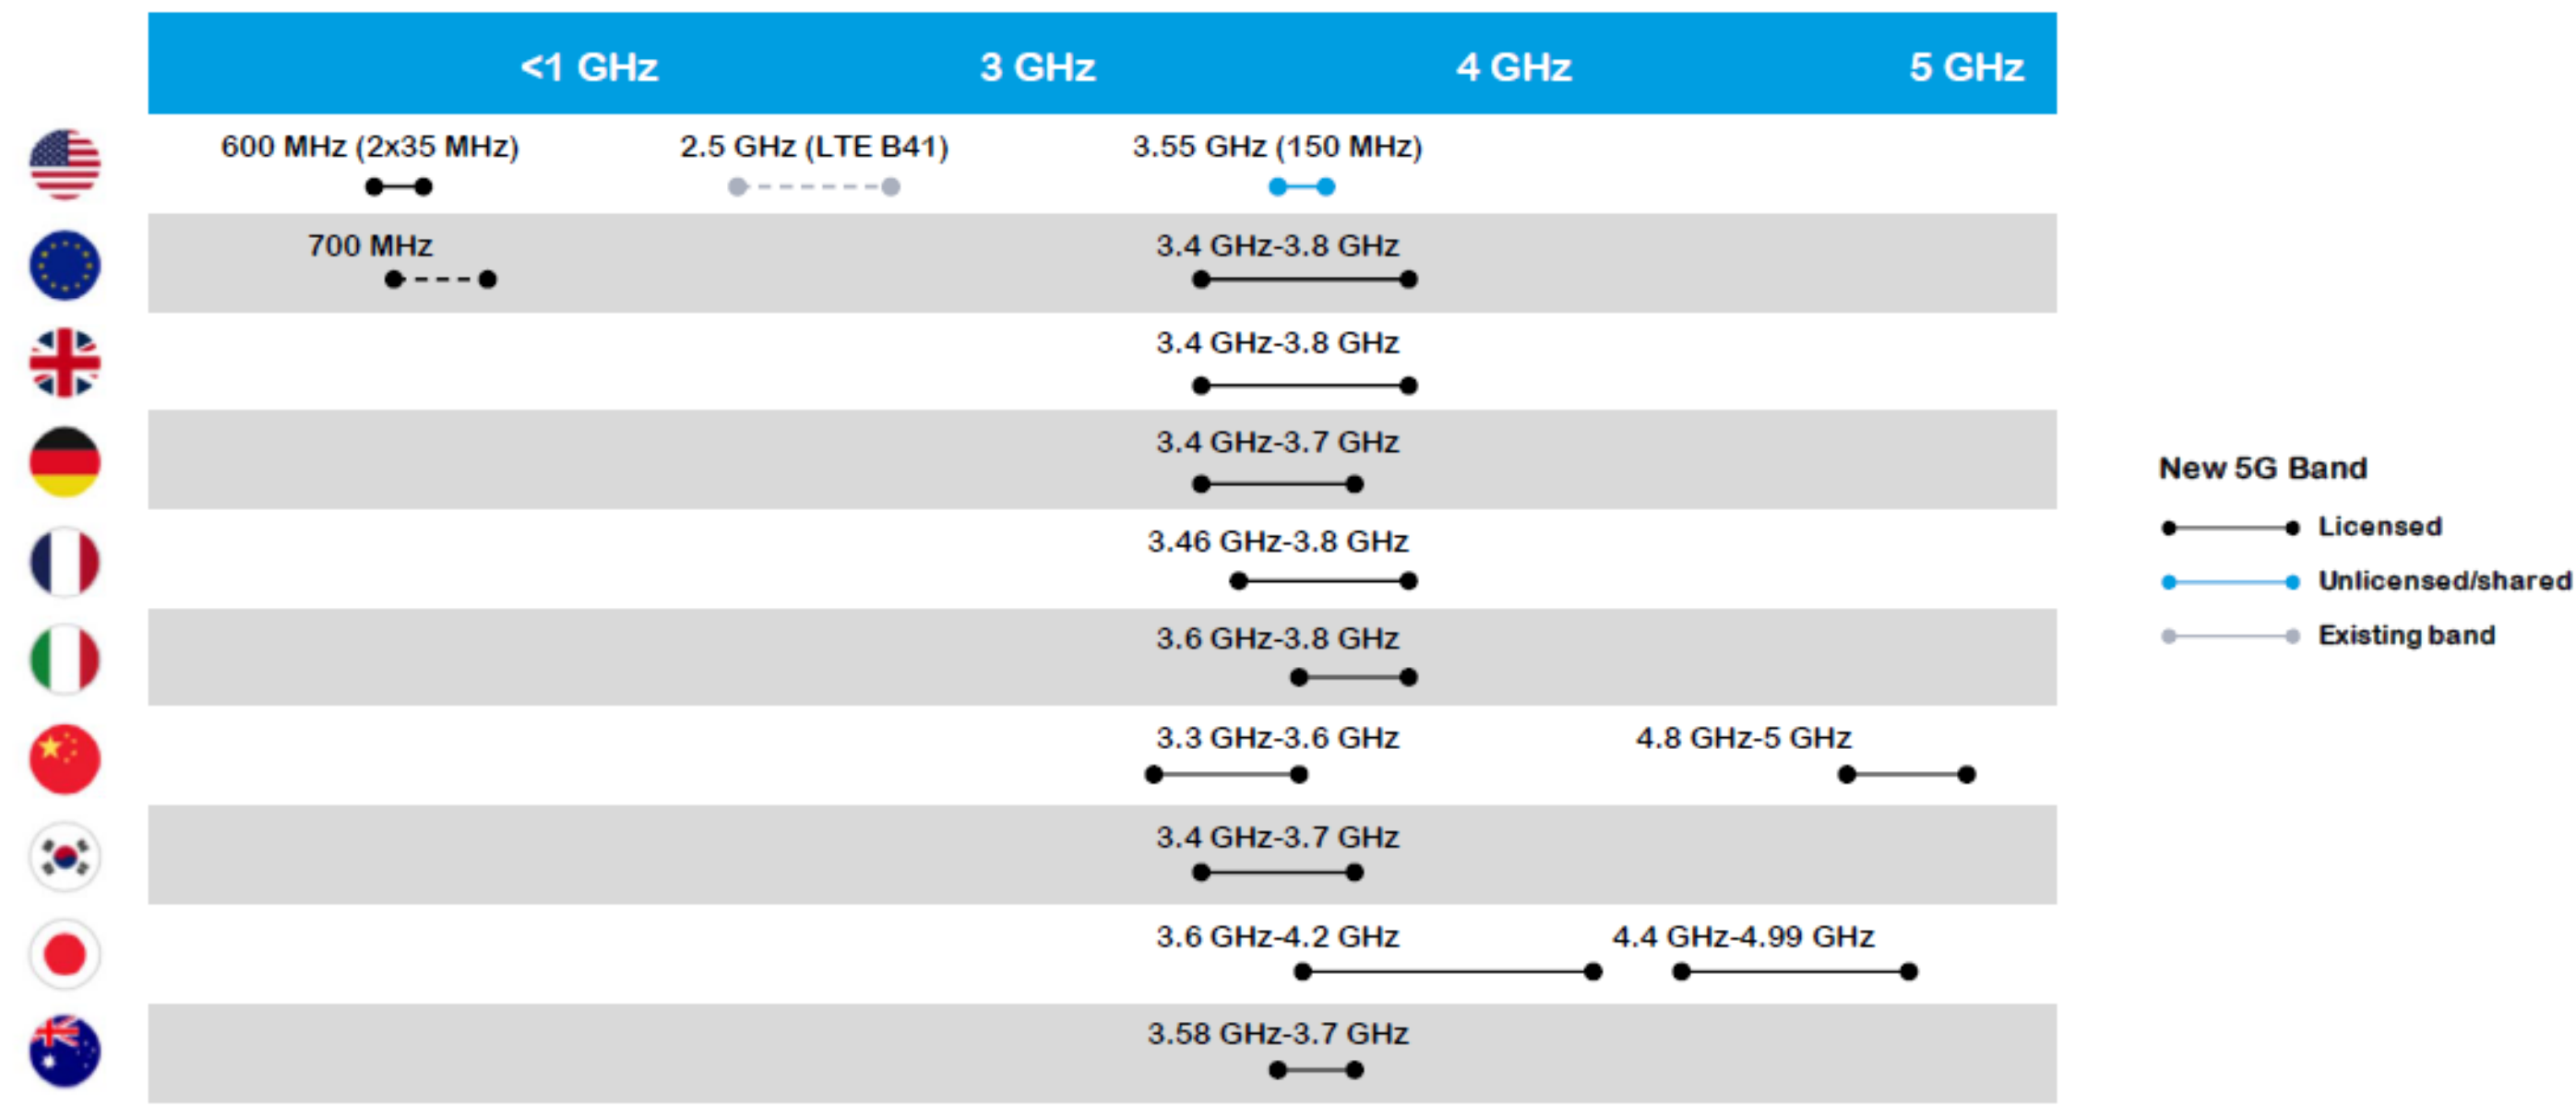 <1 GHz 3 GHz 4 GHz 5 GHz
600 MHz (2x35 MHz) 2.5 GHz (LTE B41) 3.55 GHz (150 MHz)
700 MHz 3.4 GHz-3.8 GHz
3.4 GHz-3.8 GHz
3.4 GHz-3.7 GHz
3.46 GHz-3.8 GHz
3.6 GHz-3.8 GHz
3.3 GHz-3.6 GHz 4.8 GHz-5 GHz
3.4 GHz-3.7 GHz
3.6 GHz-4.2 GHz 4.4 GHz-4.99 GHz
3.58 GHz-3.7 GHz
New 5G Band
Licensed
Unlicensed/shared
Existing band